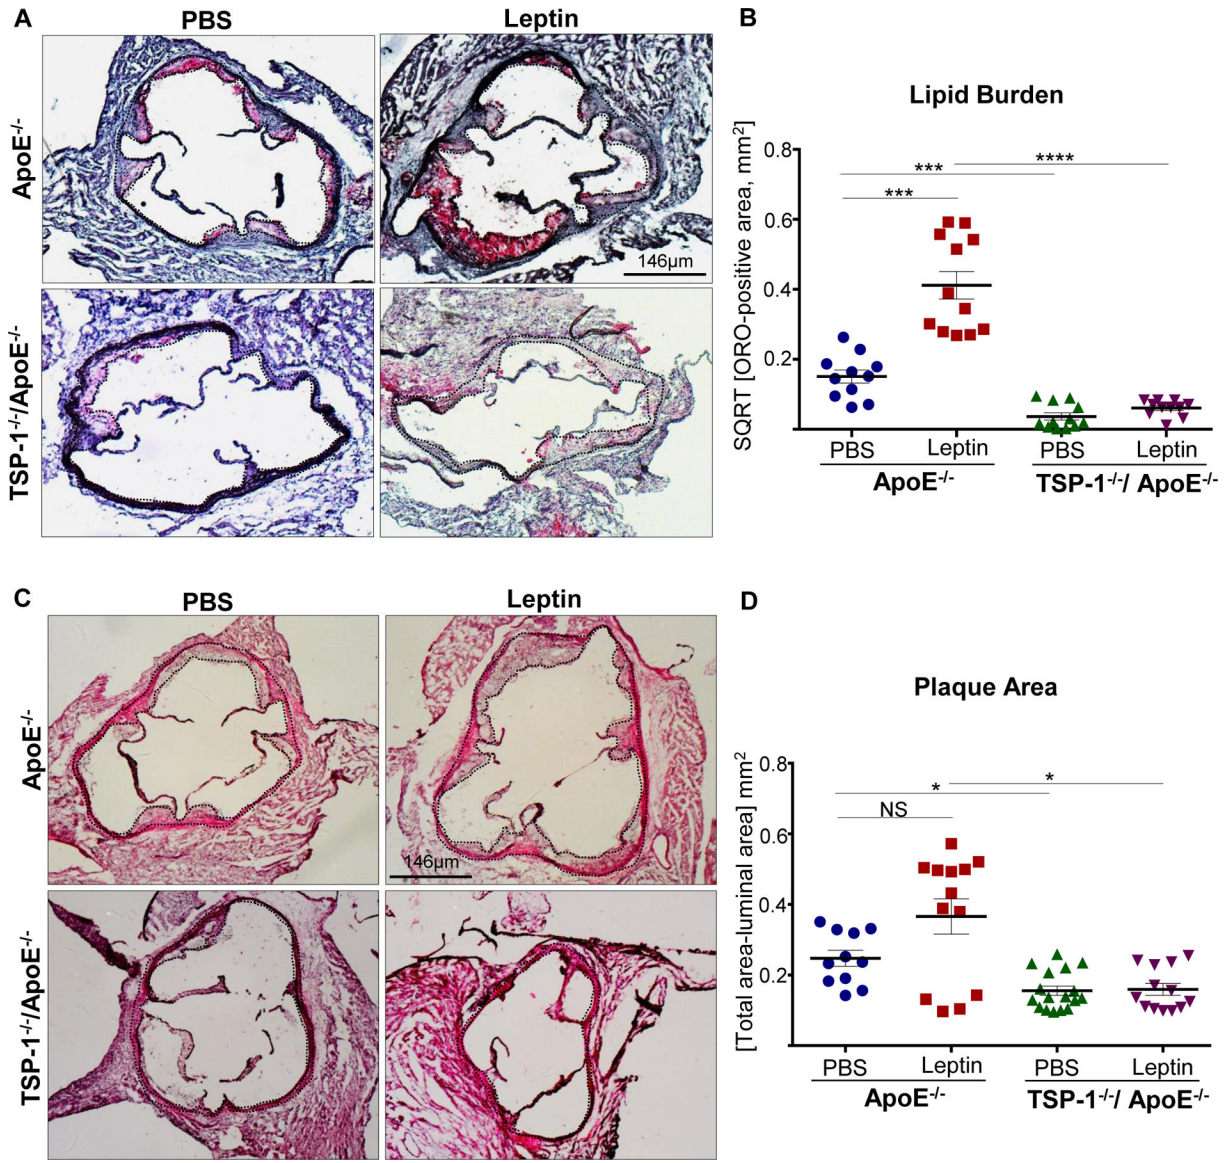 A
PBS
Leptin
ApoE-/-
146µm
TSP-1-/-/ApoE-/-
B
Lipid Burden
SQRT [ORO-positive area, mm2]
0.8
0.6
0.4
0.2
***
****
***
PBS
Leptin
PBS
Leptin
ApoE-/-
TSP-1-/-/ ApoE-/-
C
PBS
Leptin
ApoE-/-
146µm
TSP-1-/-/ApoE-/-
D
Plaque Area
[Total area-luminal area] mm2
0.8
0.6
0.4
0.2
*
*
NS
PBS
Leptin
PBS
Leptin
ApoE-/-
TSP-1-/-/ ApoE-/-